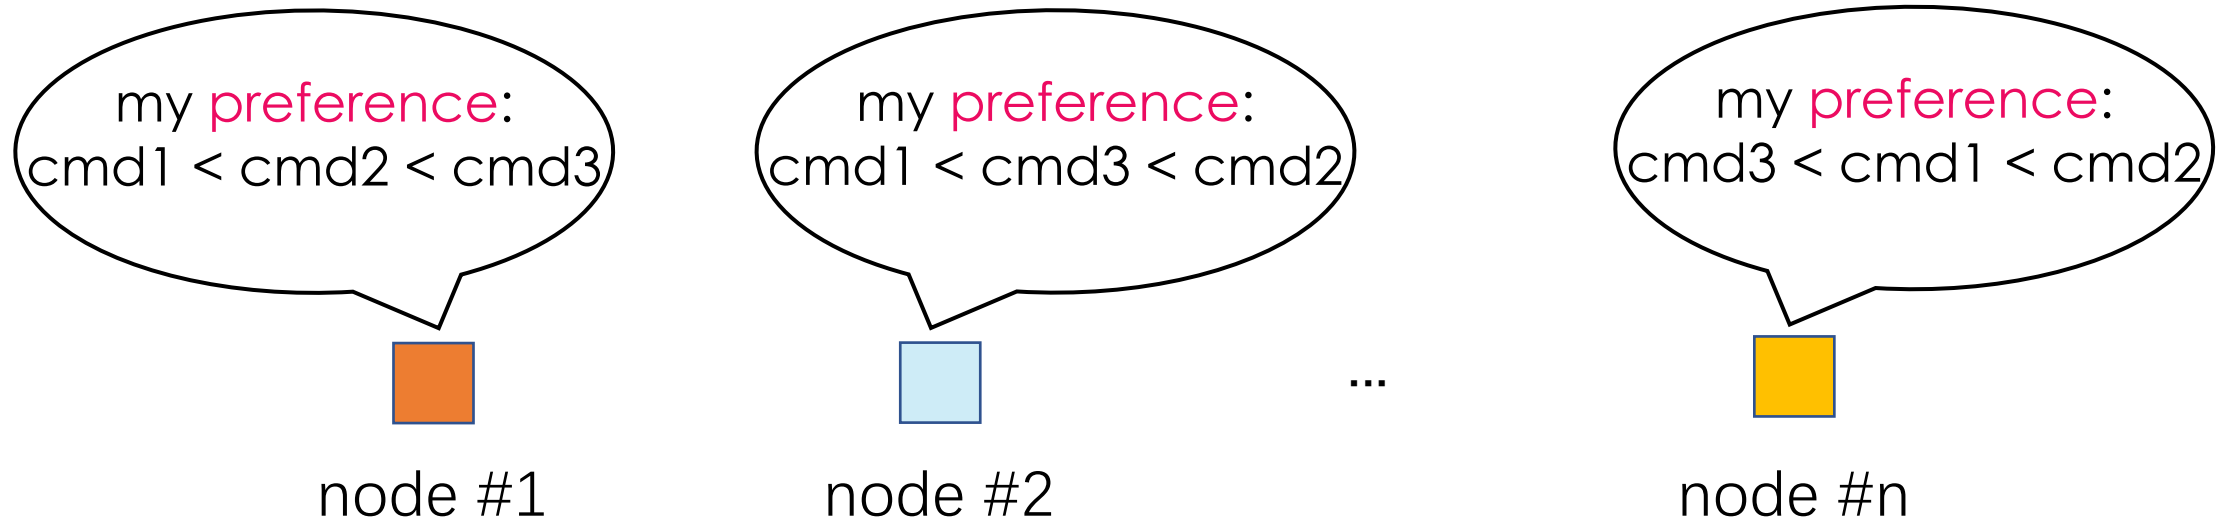 my preference:
cmd1 < cmd2 < cmd3
my preference:
cmd1 < cmd3 < cmd2
my preference:
cmd3 < cmd1 < cmd2
...
node #1
node #2
node #n